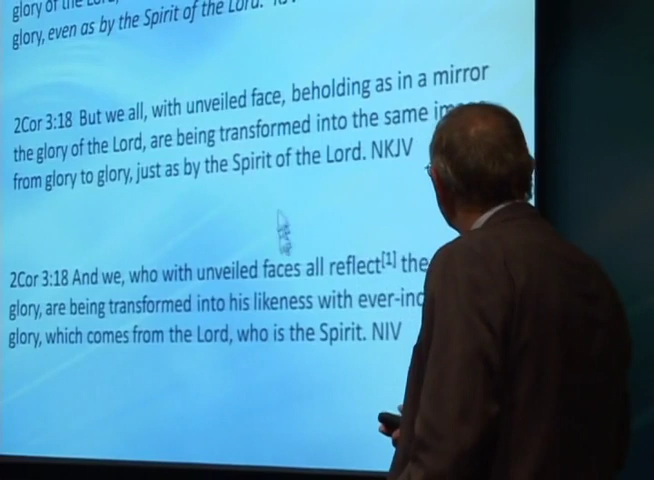 glory of the Lord,
glory, even as by the Spirit of the Lord.
2Cor 3:18 But we all, with unveiled face, beholding as in a mirror
the glory of the Lord, are being transformed into the same
from glory to glory, just as by the Spirit of the Lord. NKJV
2Cor 3:18 And we, who with unveiled faces all reflect[1] the
glory, are being transformed into his likeness with
glory, which comes from the Lord, who is the Spirit. NIV